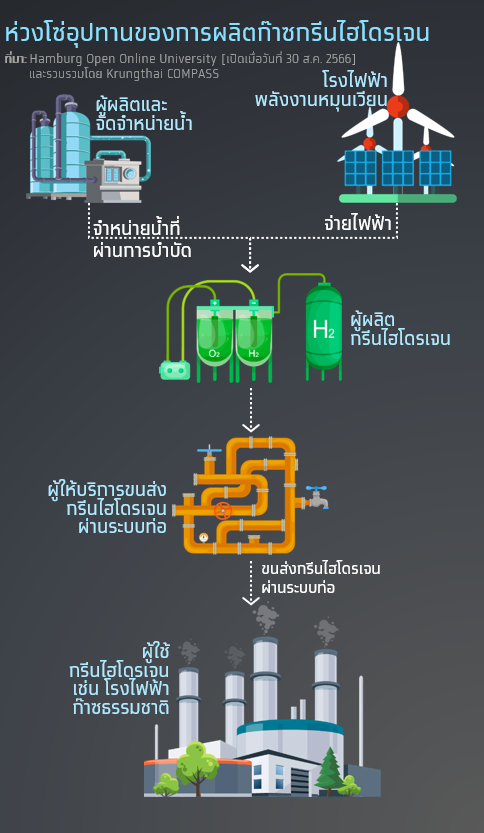 ห่วงโซ่อุปทานของการผลิตก๊าซกรีนไฮโดรเจน
ที่มา: Hamburg Open Online University [เปิดเมื่อวันที่ 30 ส.ค. 2566]
และรวบรวมโดย Krungthai COMPASS
ผู้ผลิตและ
จัดจำหน่ายน้ำ
โรงไฟฟ้า
พลังงานหมุนเวียน
จำหน่ายน้ำที่
ผ่านการบำบัด
จ่ายไฟฟ้า
O2
H2
H2
ผู้ผลิต
กรีนไฮโดรเจน
ผู้ให้บริการขนส่ง
กรีนไฮโดรเจน
ผ่านระบบท่อ
ขนส่งกรีนไฮโดรเจน
ผ่านระบบท่อ
ผู้ใช้
กรีนไฮโดรเจน
เช่น โรงไฟฟ้า
ก๊าซธรรมชาติ